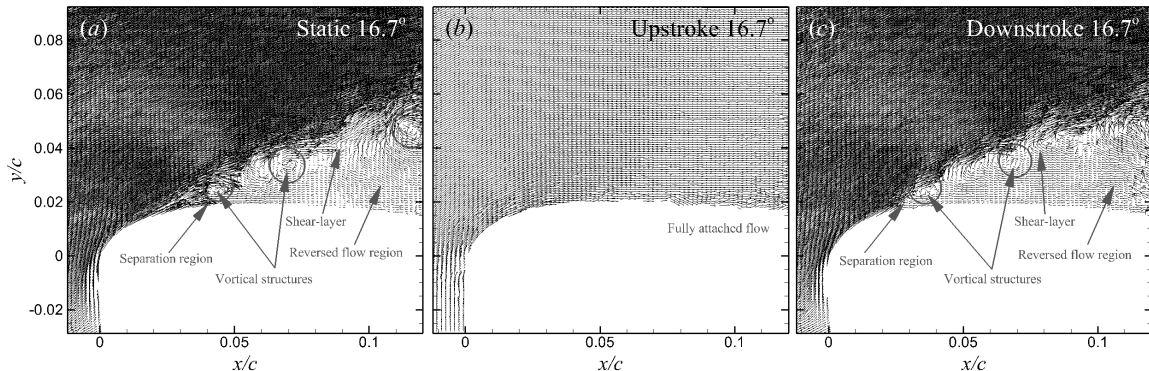 (a) Static 16.7°
0.08
0.06
0.04
0.02
0
-0.02
y/c
Separation region
Shear-layer
Reversed flow region
Vortical structures
0 0.05 0.1
x/c
(b) Upstroke 16.7°
Fully attached flow
0 0.05 0.1
x/c
(c) Downstroke 16.7°
Separation region
Shear-layer
Reversed flow region
Vortical structures
0 0.05 0.1
x/c